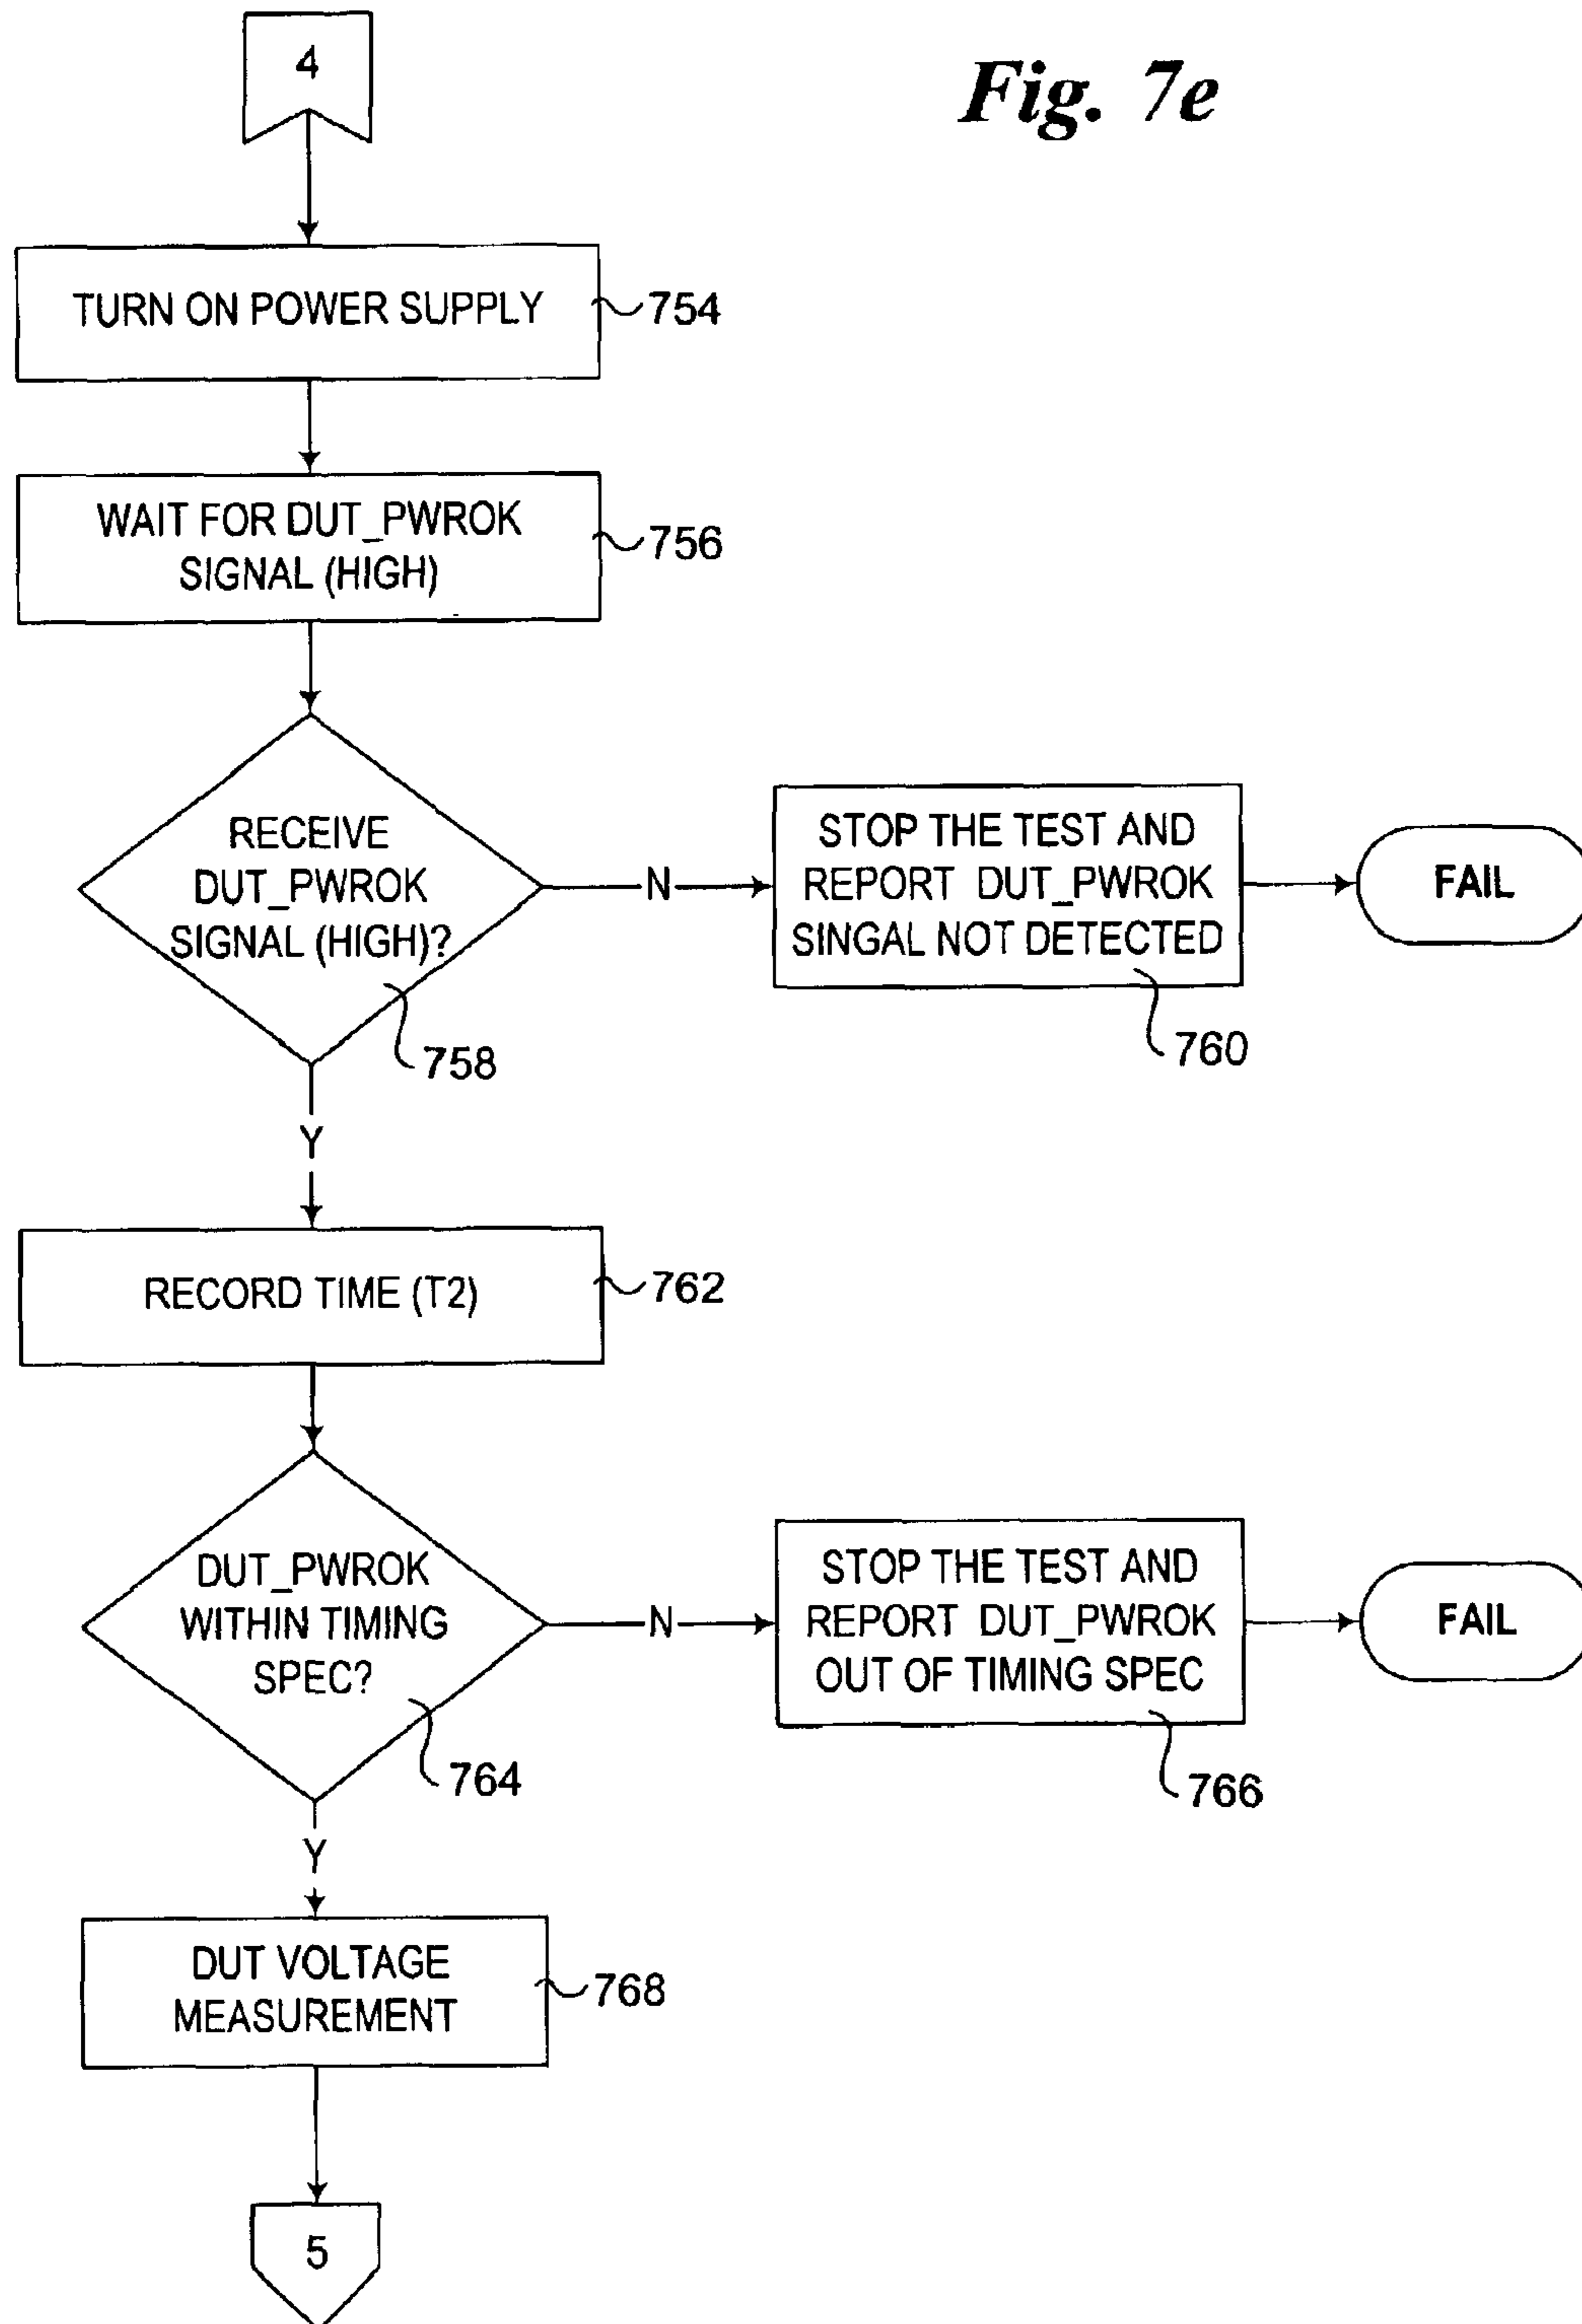 Fig. 7e
4
TURN ON POWER SUPPLY
754
WAIT FOR DUT_PWROK
SIGNAL (HIGH)
756
RECEIVE
DUT_PWROK
SIGNAL (HIGH)?
758
N
STOP THE TEST AND
REPORT DUT_PWROK
SINGAL NOT DETECTED
760
FAIL
Y
RECORD TIME (T2)
762
DUT_PWROK
WITHIN TIMING
SPEC?
764
N
STOP THE TEST AND
REPORT DUT_PWROK
OUT OF TIMING SPEC
766
FAIL
Y
DUT VOLTAGE
MEASUREMENT
768
5